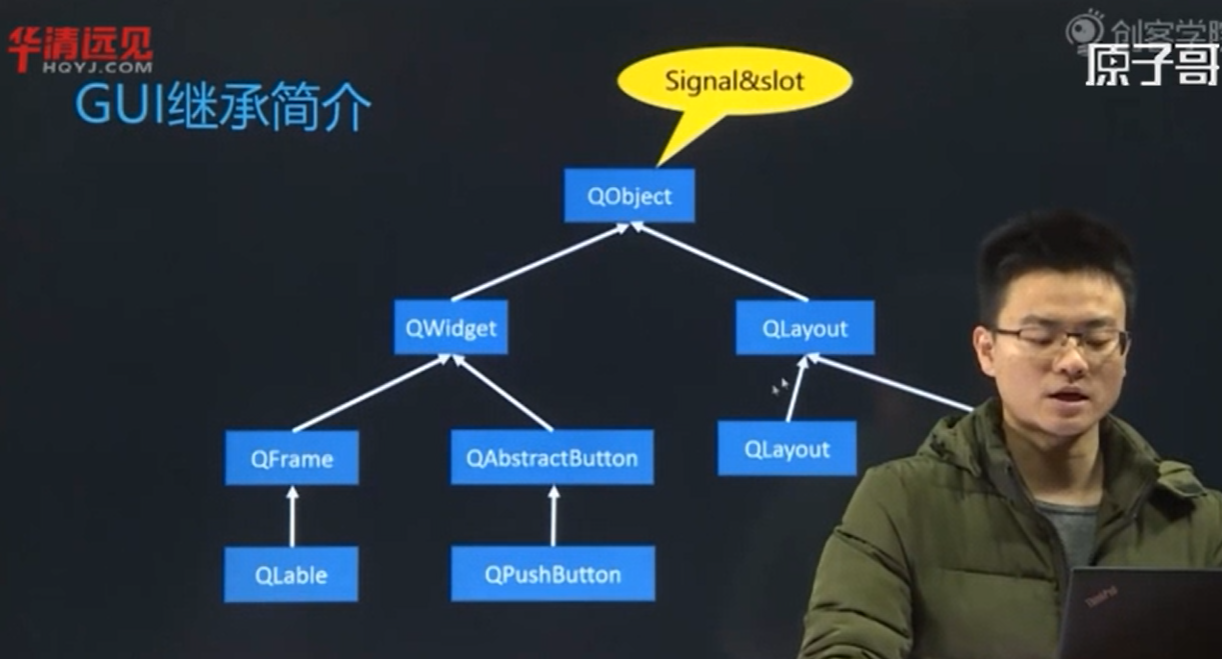 华清远见
HQYJ.COM
创客学院
原子哥
GUI继承简介
Signal&slot
QObject
QWidget
QLayout
QFrame
QAbstractButton
QLayout
QLable
QPushButton
ThinkPad